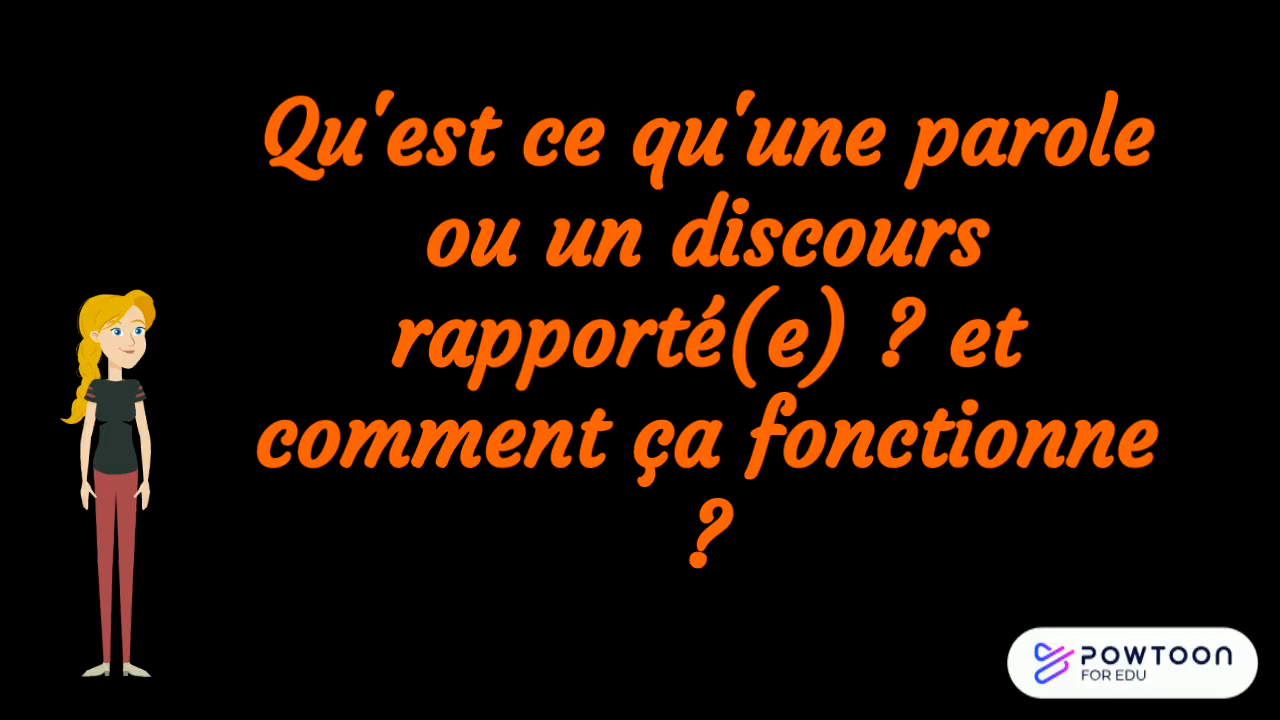 Qu'est ce qu'une parole
ou un discours
rapporté(e) ? et
comment ça fonctionne
?
POWTOON
FOR EDU